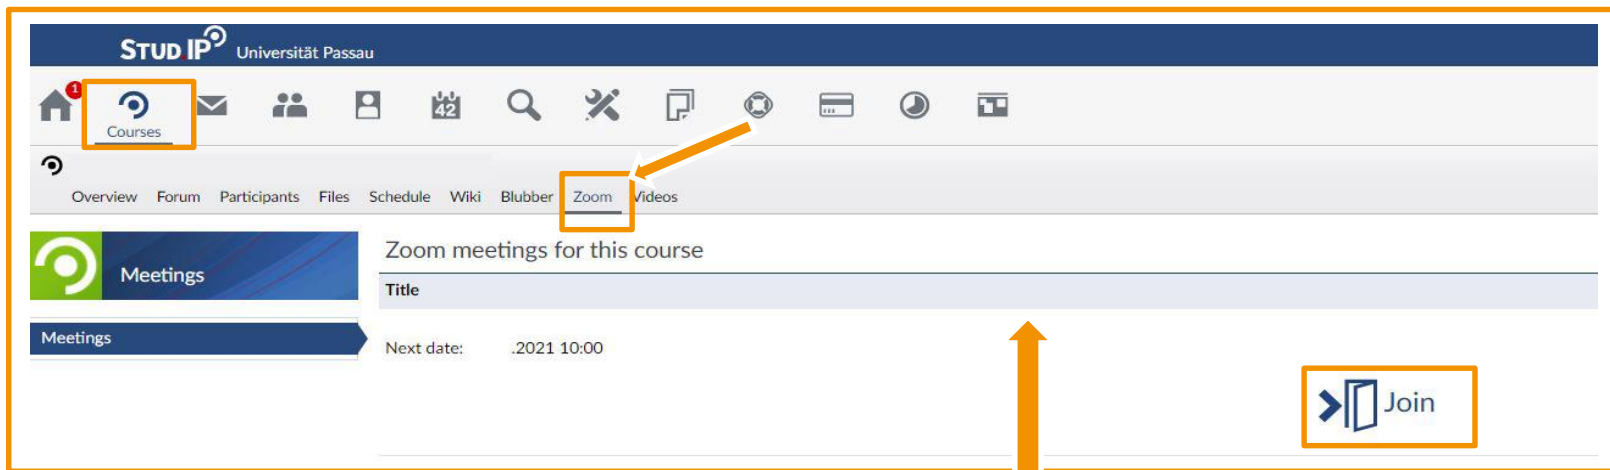 STUD.IP Universität Passau
1
42
Courses
Overview Forum Participants Files Schedule Wiki Blubber Zoom Videos
Meetings
Zoom meetings for this course
Title
Meetings
Next date: .2021 10:00
Join